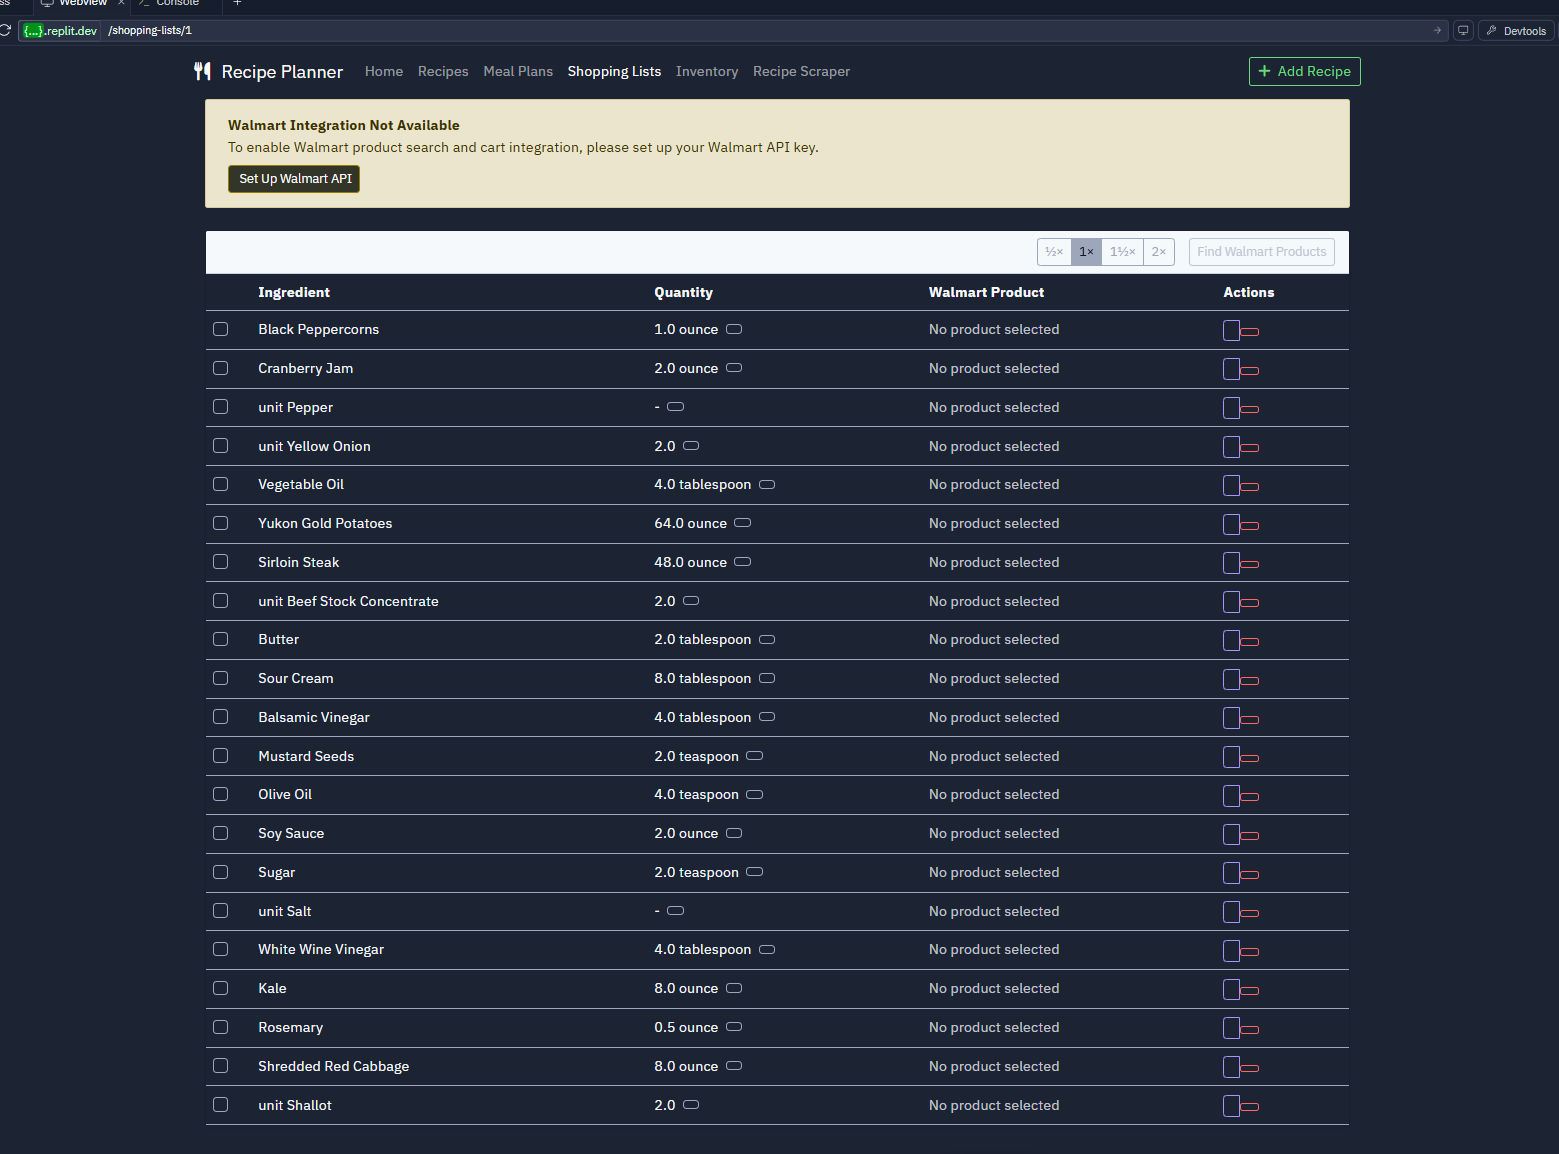 ss
Webview × Console +
{...}.replit.dev /shopping-lists/1 Devtools
Recipe Planner Home Recipes Meal Plans Shopping Lists Inventory Recipe Scraper + Add Recipe
Walmart Integration Not Available
To enable Walmart product search and cart integration, please set up your Walmart API key.
Set Up Walmart API
½× 1× 1½× 2× Find Walmart Products
Ingredient Quantity Walmart Product Actions
Black Peppercorns 1.0 ounce No product selected
Cranberry Jam 2.0 ounce No product selected
unit Pepper - No product selected
unit Yellow Onion 2.0 No product selected
Vegetable Oil 4.0 tablespoon No product selected
Yukon Gold Potatoes 64.0 ounce No product selected
Sirloin Steak 48.0 ounce No product selected
unit Beef Stock Concentrate 2.0 No product selected
Butter 2.0 tablespoon No product selected
Sour Cream 8.0 tablespoon No product selected
Balsamic Vinegar 4.0 tablespoon No product selected
Mustard Seeds 2.0 teaspoon No product selected
Olive Oil 4.0 teaspoon No product selected
Soy Sauce 2.0 ounce No product selected
Sugar 2.0 teaspoon No product selected
unit Salt - No product selected
White Wine Vinegar 4.0 tablespoon No product selected
Kale 8.0 ounce No product selected
Rosemary 0.5 ounce No product selected
Shredded Red Cabbage 8.0 ounce No product selected
unit Shallot 2.0 No product selected